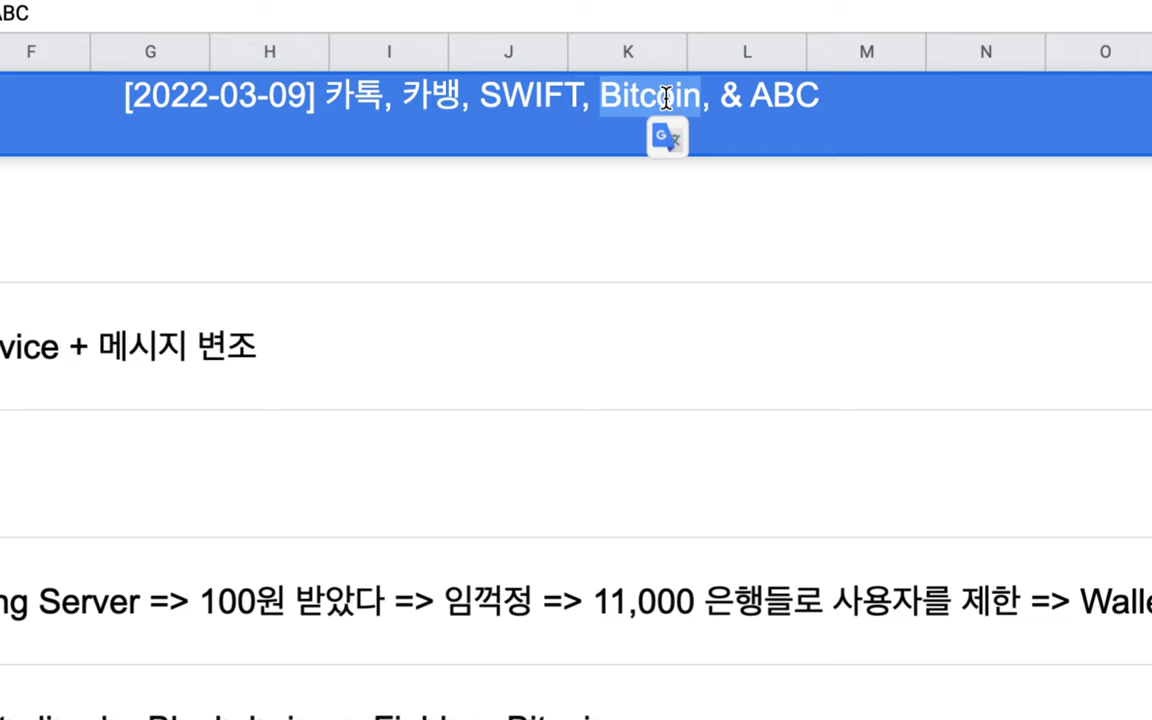 ABC
F G H I J K L M N O
[2022-03-09] 카톡, 카뱅, SWIFT, Bitcoin, & ABC
vice + 메시지 변조
ng Server => 100원 받았다 => 임꺽정 => 11,000 은행들로 사용자를 제한 => Walle